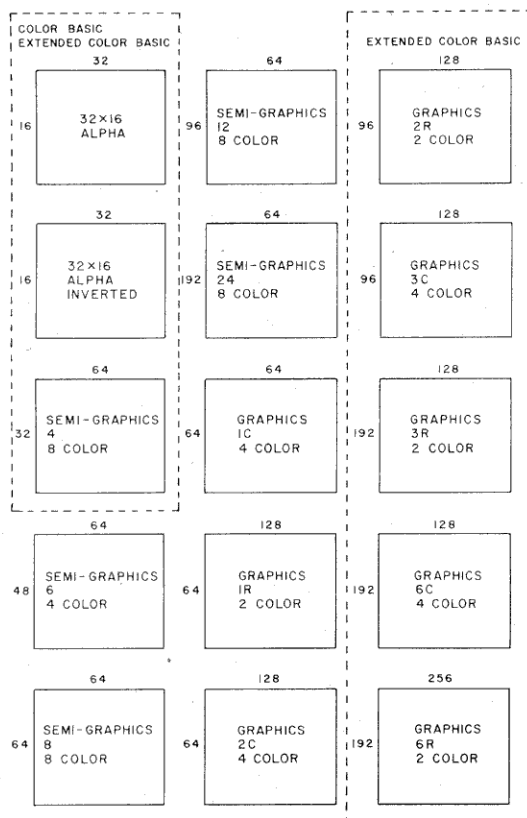 COLOR BASIC
EXTENDED COLOR BASIC
32
16
32×16
ALPHA
32
16
32×16
ALPHA
INVERTED
64
32
SEMI-GRAPHICS
4
8 COLOR
64
48
SEMI-GRAPHICS
6
4 COLOR
64
64
SEMI-GRAPHICS
8
8 COLOR
64
96
SEMI-GRAPHICS
12
8 COLOR
64
192
SEMI-GRAPHICS
24
8 COLOR
64
64
GRAPHICS
1C
4 COLOR
128
64
GRAPHICS
1R
2 COLOR
128
64
GRAPHICS
2C
4 COLOR
EXTENDED COLOR BASIC
128
96
GRAPHICS
2R
2 COLOR
128
96
GRAPHICS
3C
4 COLOR
128
192
GRAPHICS
3R
2 COLOR
128
192
GRAPHICS
6C
4 COLOR
256
192
GRAPHICS
6R
2 COLOR